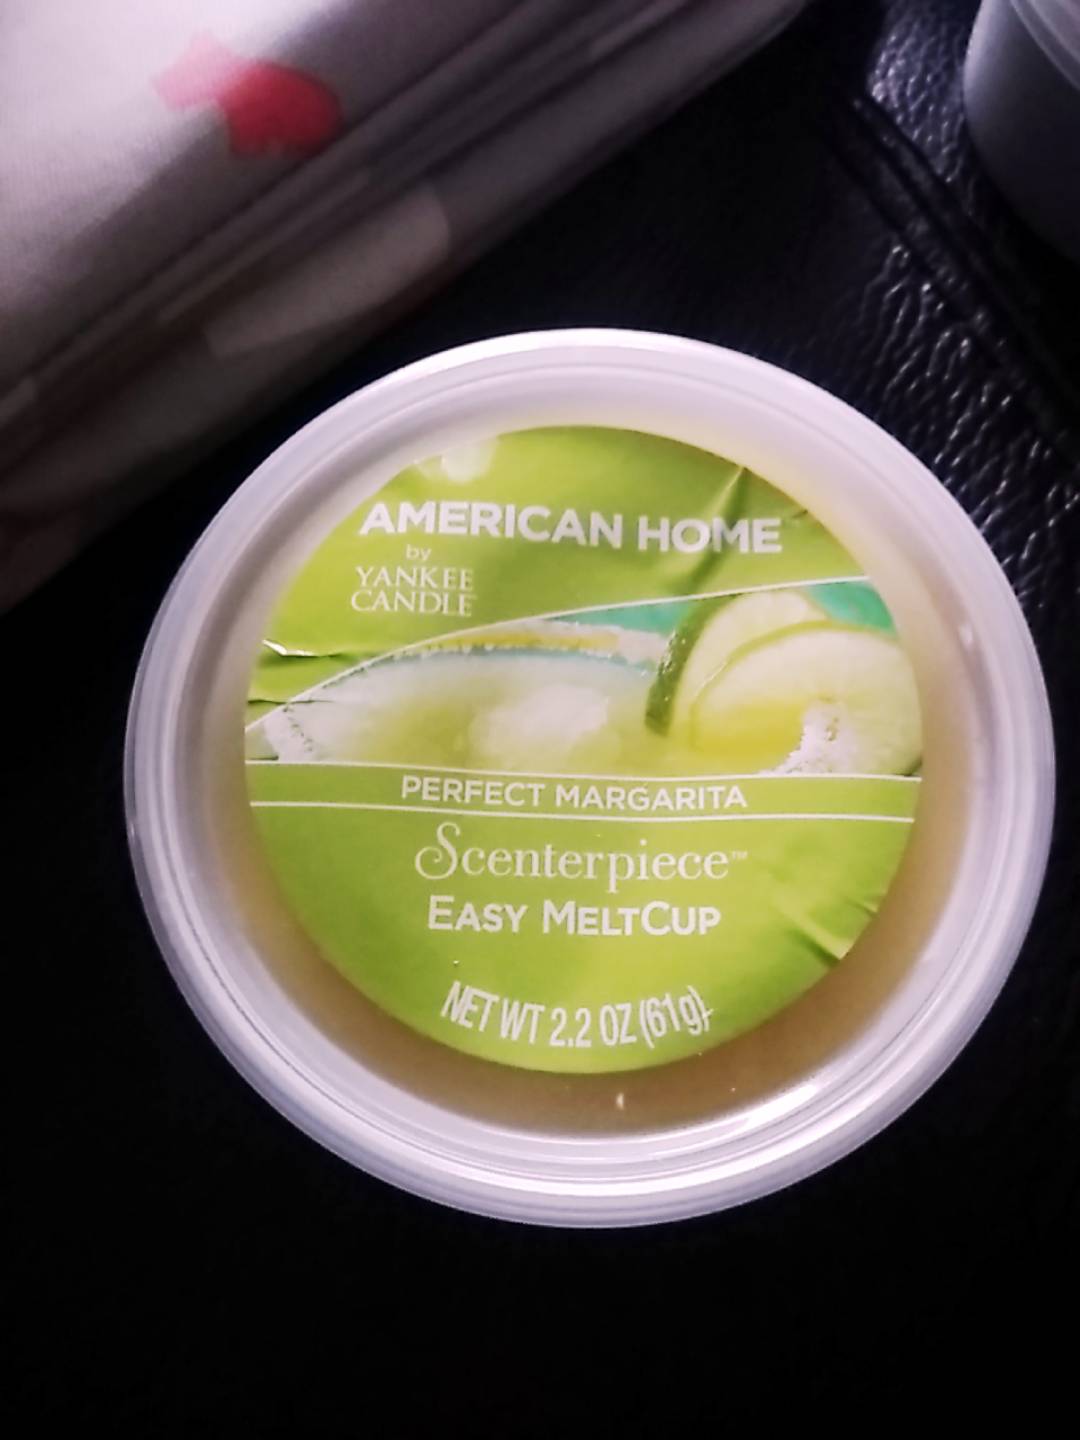 AMERICAN HOME
by
YANKEE
CANDLE
PERFECT MARGARITA
Scenterpiece™
EASY MELTCUP
NET WT 2.2 OZ (61g)